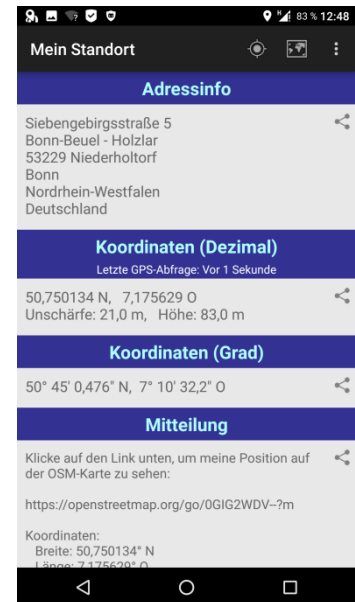 83 % 12:48
Mein Standort
Adressinfo
Siebengebirgsstraße 5
Bonn-Beuel - Holzlar
53229 Niederholtorf
Bonn
Nordrhein-Westfalen
Deutschland
Koordinaten (Dezimal)
Letzte GPS-Abfrage: Vor 1 Sekunde
50,750134 N,   7,175629 O
Unschärfe: 21,0 m,   Höhe: 83,0 m
Koordinaten (Grad)
50° 45' 0,476" N,  7° 10' 32,2" O
Mitteilung
Klicke auf den Link unten, um meine Position auf
der OSM-Karte zu sehen:
https://openstreetmap.org/go/0GIG2WDV--?m
Koordinaten:
Breite: 50,750134° N
Länge: 7,175629° O